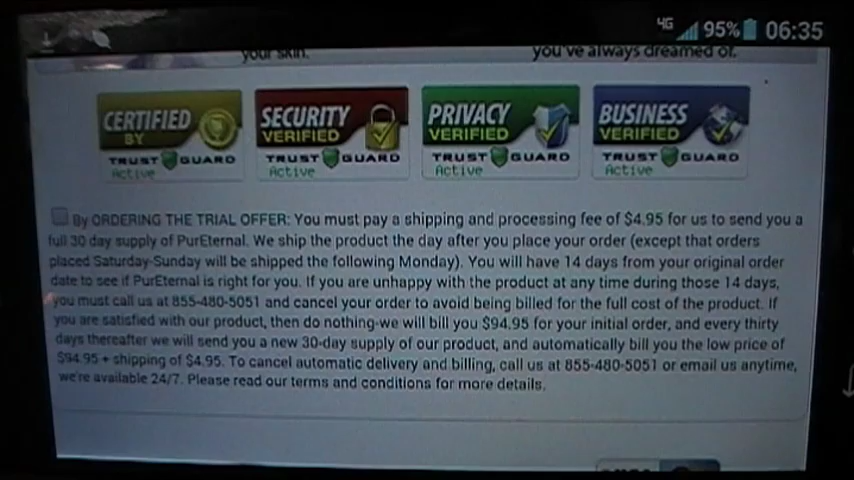 4G 95% 06:35
your skin. you've always dreamed of.
CERTIFIED BY TRUST GUARD Active
SECURITY VERIFIED TRUST GUARD Active
PRIVACY VERIFIED TRUST GUARD Active
BUSINESS VERIFIED TRUST GUARD Active
By ORDERING THE TRIAL OFFER: You must pay a shipping and processing fee of $4.95 for us to send you a
full 30 day supply of PurEternal. We ship the product the day after you place your order (except that orders
placed Saturday-Sunday will be shipped the following Monday). You will have 14 days from your original order
date to see if PurEternal is right for you. If you are unhappy with the product at any time during those 14 days,
you must call us at 855-480-5051 and cancel your order to avoid being billed for the full cost of the product. If
you are satisfied with our product, then do nothing-we will bill you $94.95 for your initial order, and every thirty
days thereafter we will send you a new 30-day supply of our product, and automatically bill you the low price of
$94.95 + shipping of $4.95. To cancel automatic delivery and billing, call us at 855-480-5051 or email us anytime,
we're available 24/7. Please read our terms and conditions for more details.